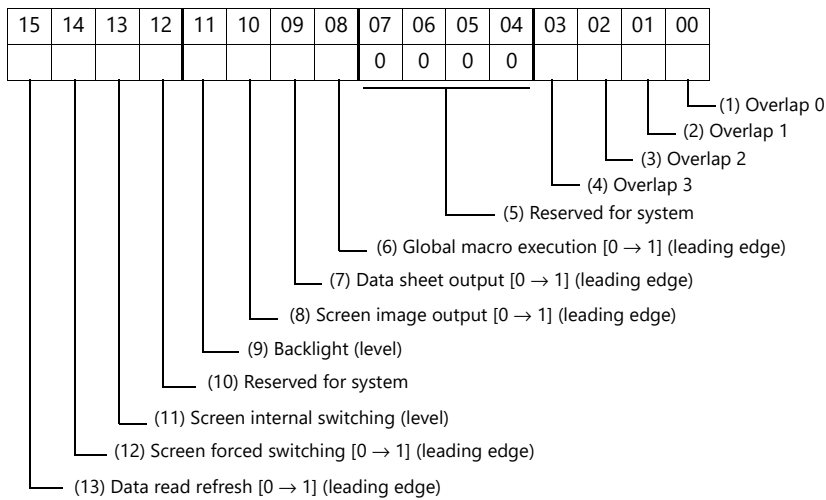 15 14 13 12 11 10 09 08 07 06 05 04 03 02 01 00
0 0 0 0
(1) Overlap 0
(2) Overlap 1
(3) Overlap 2
(4) Overlap 3
(5) Reserved for system
(6) Global macro execution [0 → 1] (leading edge)
(7) Data sheet output [0 → 1] (leading edge)
(8) Screen image output [0 → 1] (leading edge)
(9) Backlight (level)
(10) Reserved for system
(11) Screen internal switching (level)
(12) Screen forced switching [0 → 1] (leading edge)
(13) Data read refresh [0 → 1] (leading edge)